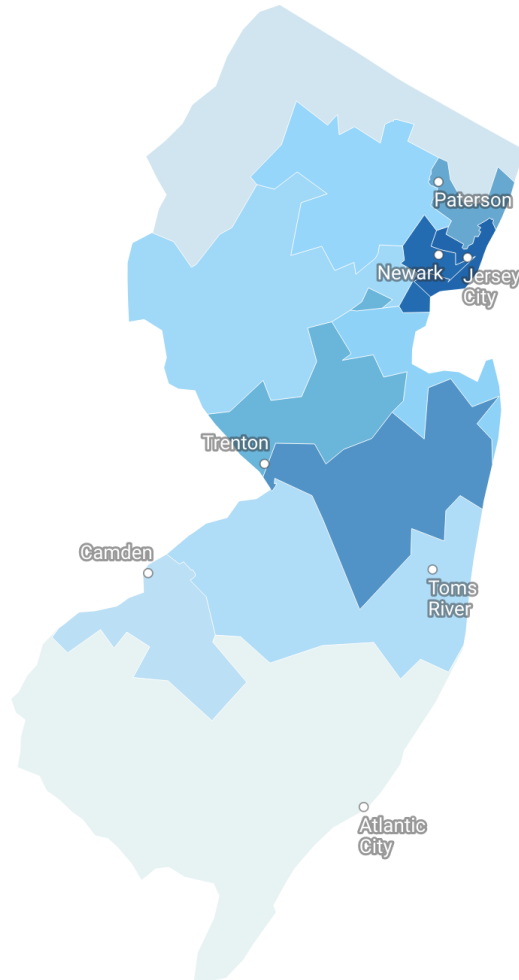 Paterson
Newark
Jersey
City
Trenton
Camden
Toms
River
Atlantic
City